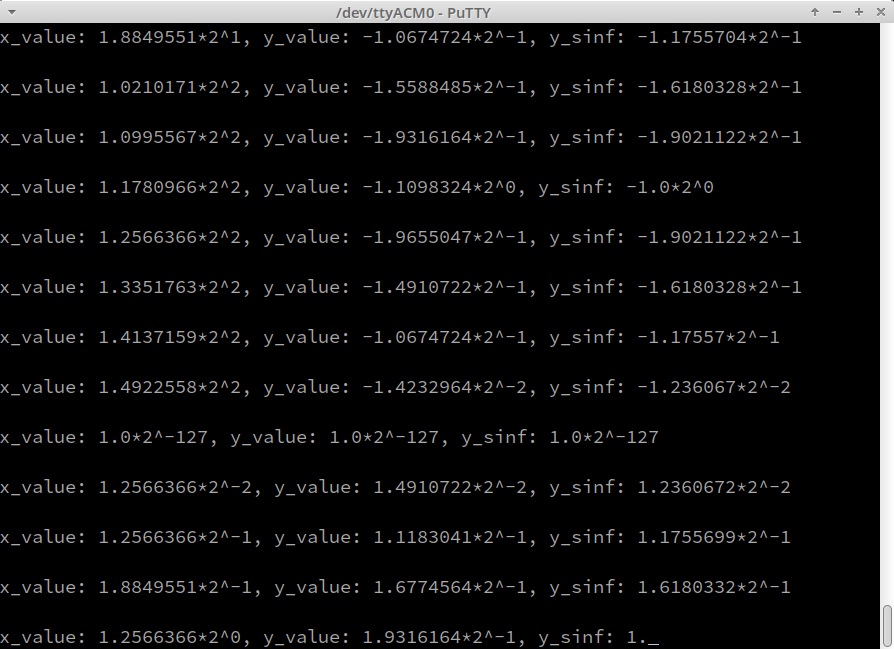 /dev/ttyACM0 - PuTTY
x_value: 1.8849551*2^1, y_value: -1.0674724*2^-1, y_sinf: -1.1755704*2^-1
x_value: 1.0210171*2^2, y_value: -1.5588485*2^-1, y_sinf: -1.6180328*2^-1
x_value: 1.0995567*2^2, y_value: -1.9316164*2^-1, y_sinf: -1.9021122*2^-1
x_value: 1.1780966*2^2, y_value: -1.1098324*2^0, y_sinf: -1.0*2^0
x_value: 1.2566366*2^2, y_value: -1.9655047*2^-1, y_sinf: -1.9021122*2^-1
x_value: 1.3351763*2^2, y_value: -1.4910722*2^-1, y_sinf: -1.6180328*2^-1
x_value: 1.4137159*2^2, y_value: -1.0674724*2^-1, y_sinf: -1.17557*2^-1
x_value: 1.4922558*2^2, y_value: -1.4232964*2^-2, y_sinf: -1.236067*2^-2
x_value: 1.0*2^-127, y_value: 1.0*2^-127, y_sinf: 1.0*2^-127
x_value: 1.2566366*2^-2, y_value: 1.4910722*2^-2, y_sinf: 1.2360672*2^-2
x_value: 1.2566366*2^-1, y_value: 1.1183041*2^-1, y_sinf: 1.1755699*2^-1
x_value: 1.8849551*2^-1, y_value: 1.6774564*2^-1, y_sinf: 1.6180332*2^-1
x_value: 1.2566366*2^0, y_value: 1.9316164*2^-1, y_sinf: 1._